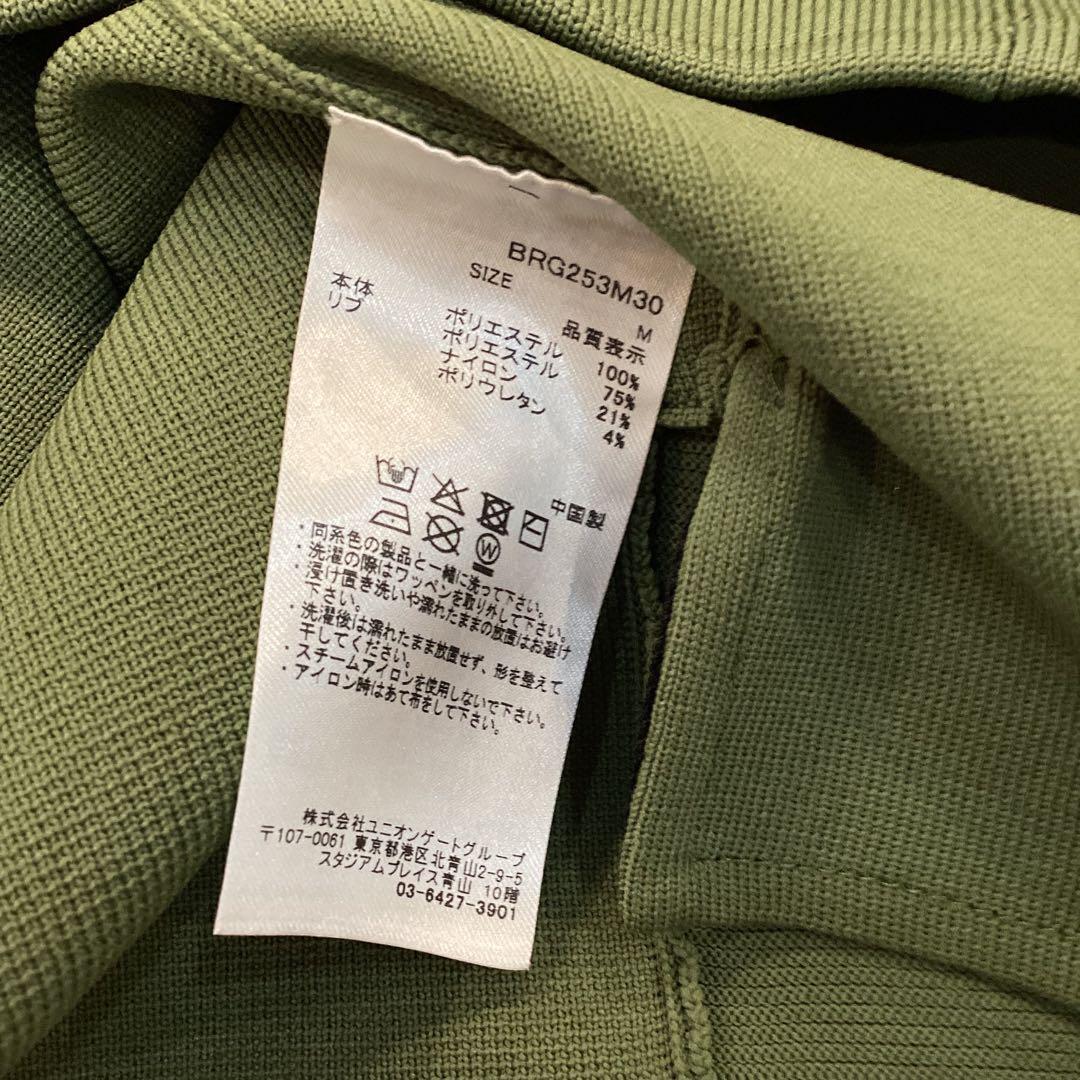 BRG253M30
SIZE M
品質表示
本体 ポリエステル 100%
リブ ポリエステル 75%
ナイロン 21%
ポリウレタン 4%
中国製
W
・同系色の製品と一緒に洗って下さい。
・洗濯の際はワッペンを取り外して下さい。
・浸け置き洗いや濡れたままの放置はお避け
下さい。
・洗濯後は濡れたまま放置せず、形を整えて
干してください。
・スチームアイロンを使用しないで下さい。
・アイロン時はあて布をして下さい。
株式会社ユニオンゲートグループ
〒107-0061 東京都港区北青山2-9-5
スタジアムプレイス青山 10階
03-6427-3901